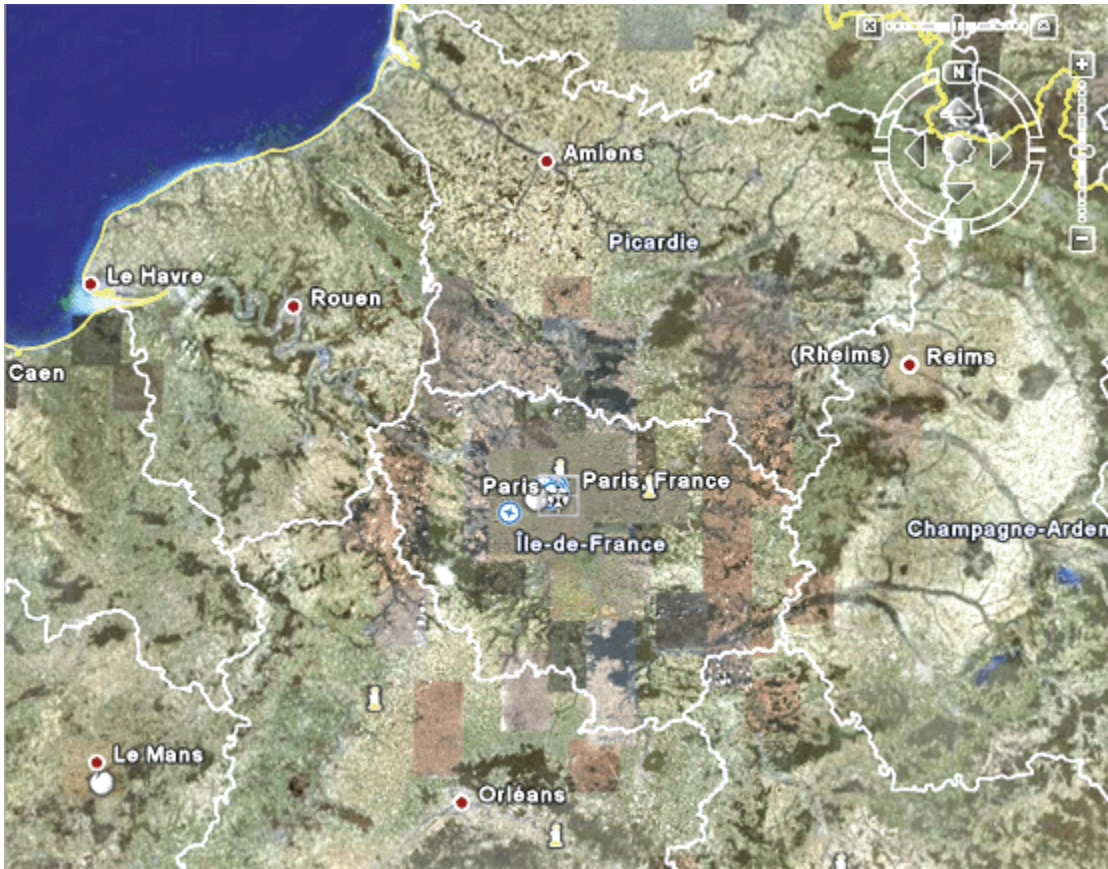 N
Amiens
Picardie
Le Havre
Rouen
(Rheims) Reims
Caen
Paris Paris, France
Île-de-France
Champagne-Arden
Le Mans
Orléans